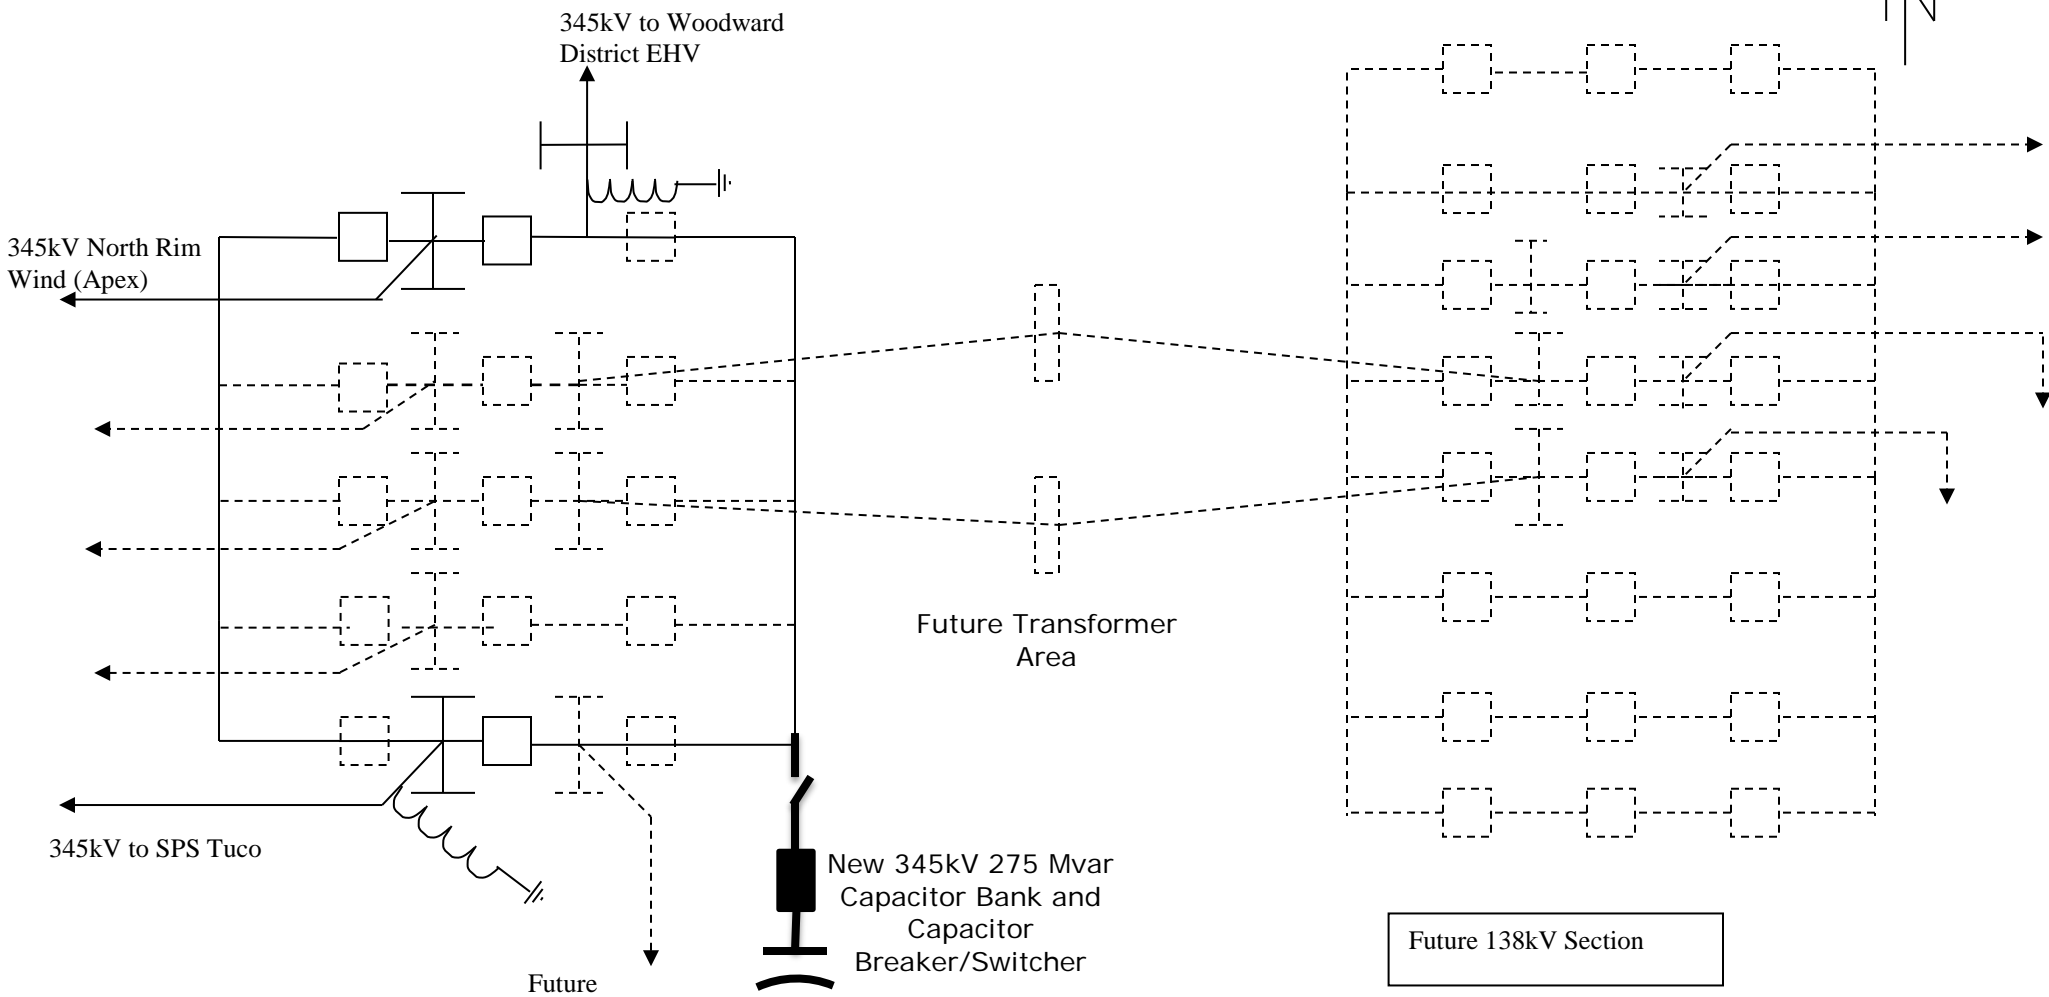 345kV to Woodward
District EHV
345kV North Rim
Wind (Apex)
Future Transformer
Area
345kV to SPS Tuco
New 345kV 275 Mvar
Capacitor Bank and
Capacitor
Breaker/Switcher
Future 138kV Section
Future